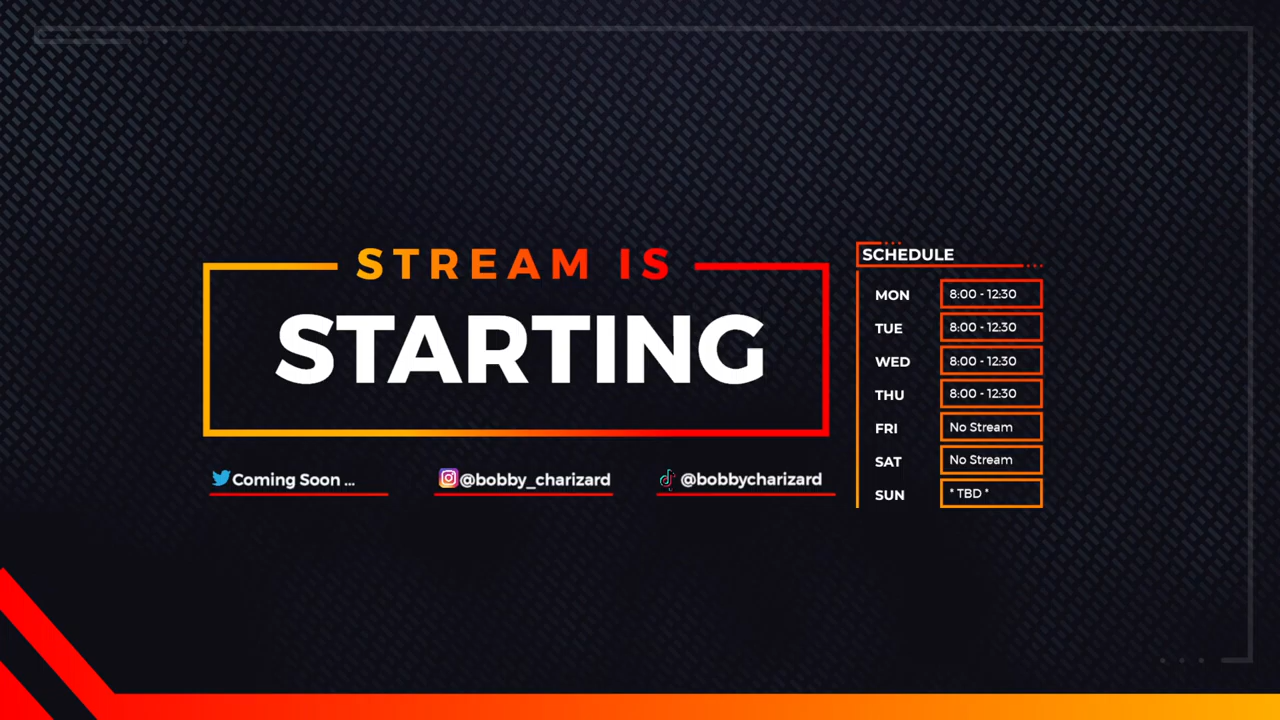 STREAM IS
STARTING
Coming Soon ...
@bobby_charizard
@bobbycharizard
SCHEDULE
MON 8:00 - 12:30
TUE 8:00 - 12:30
WED 8:00 - 12:30
THU 8:00 - 12:30
FRI No Stream
SAT No Stream
SUN * TBD *